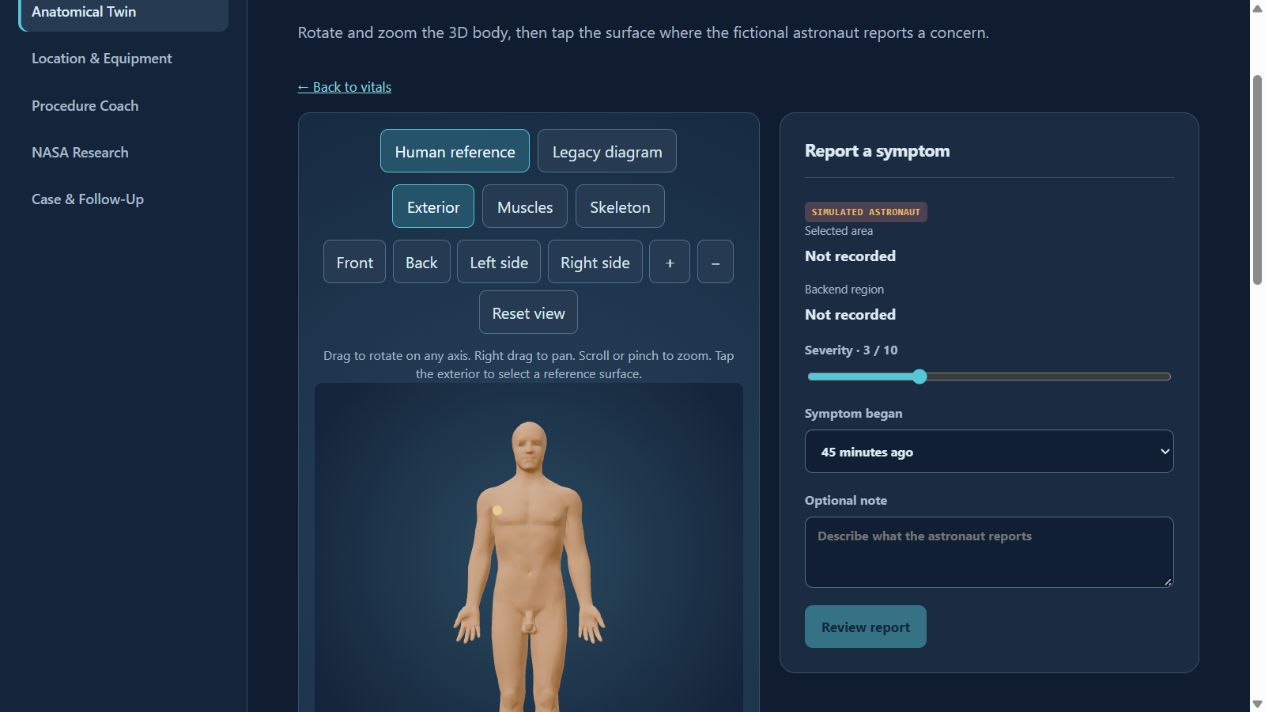 Anatomical Twin
Location & Equipment
Procedure Coach
NASA Research
Case & Follow-Up
Rotate and zoom the 3D body, then tap the surface where the fictional astronaut reports a concern.
← Back to vitals
Human reference
Legacy diagram
Exterior
Muscles
Skeleton
Front
Back
Left side
Right side
+
−
Reset view
Drag to rotate on any axis. Right drag to pan. Scroll or pinch to zoom. Tap
the exterior to select a reference surface.
Report a symptom
SIMULATED ASTRONAUT
Selected area
Not recorded
Backend region
Not recorded
Severity · 3 / 10
Symptom began
45 minutes ago
Optional note
Describe what the astronaut reports
Review report